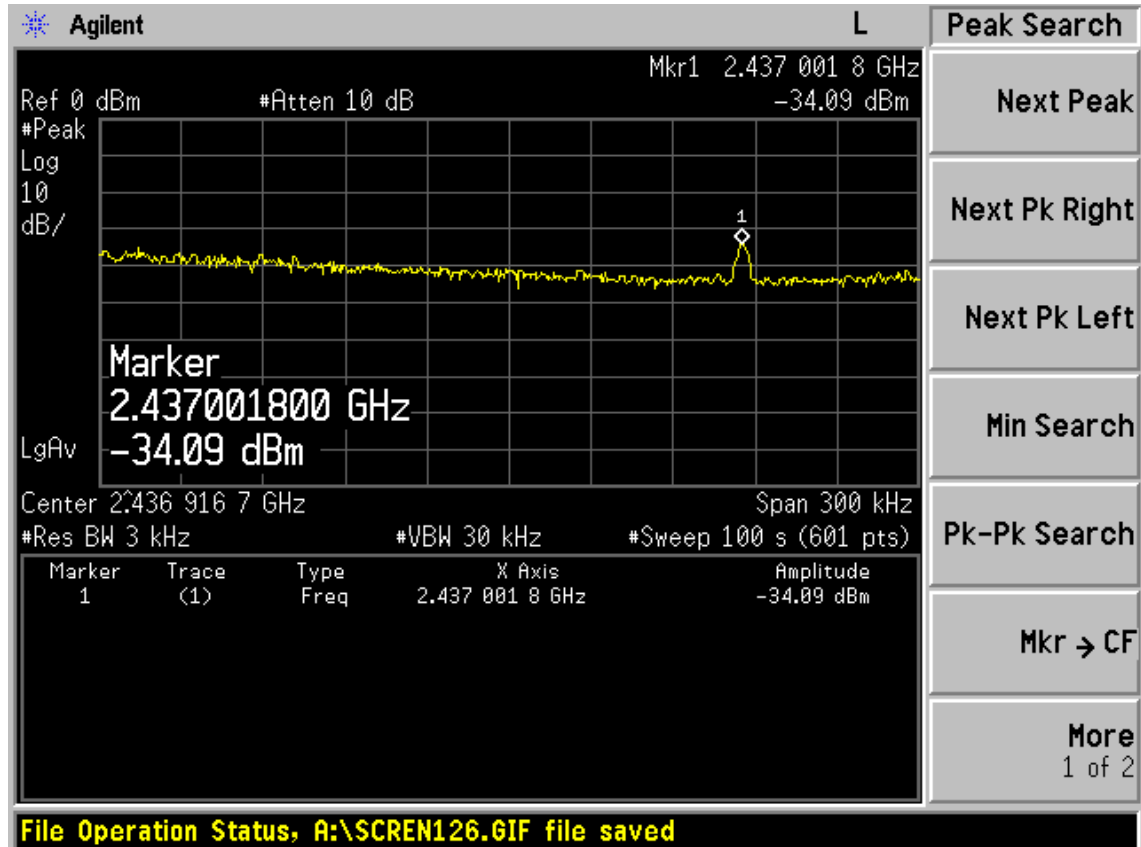 Agilent L
Mkr1 2.437 001 8 GHz
Ref 0 dBm #Atten 10 dB -34.09 dBm
#Peak
Log
10
dB/
1
Marker
2.437001800 GHz
-34.09 dBm
LgAv
Center 2.436 916 7 GHz Span 300 kHz
#Res BW 3 kHz #VBW 30 kHz #Sweep 100 s (601 pts)
Marker Trace Type X Axis Amplitude
1 (1) Freq 2.437 001 8 GHz -34.09 dBm
File Operation Status, A:\SCREN126.GIF file saved
Peak Search
Next Peak
Next Pk Right
Next Pk Left
Min Search
Pk-Pk Search
Mkr → CF
More
1 of 2